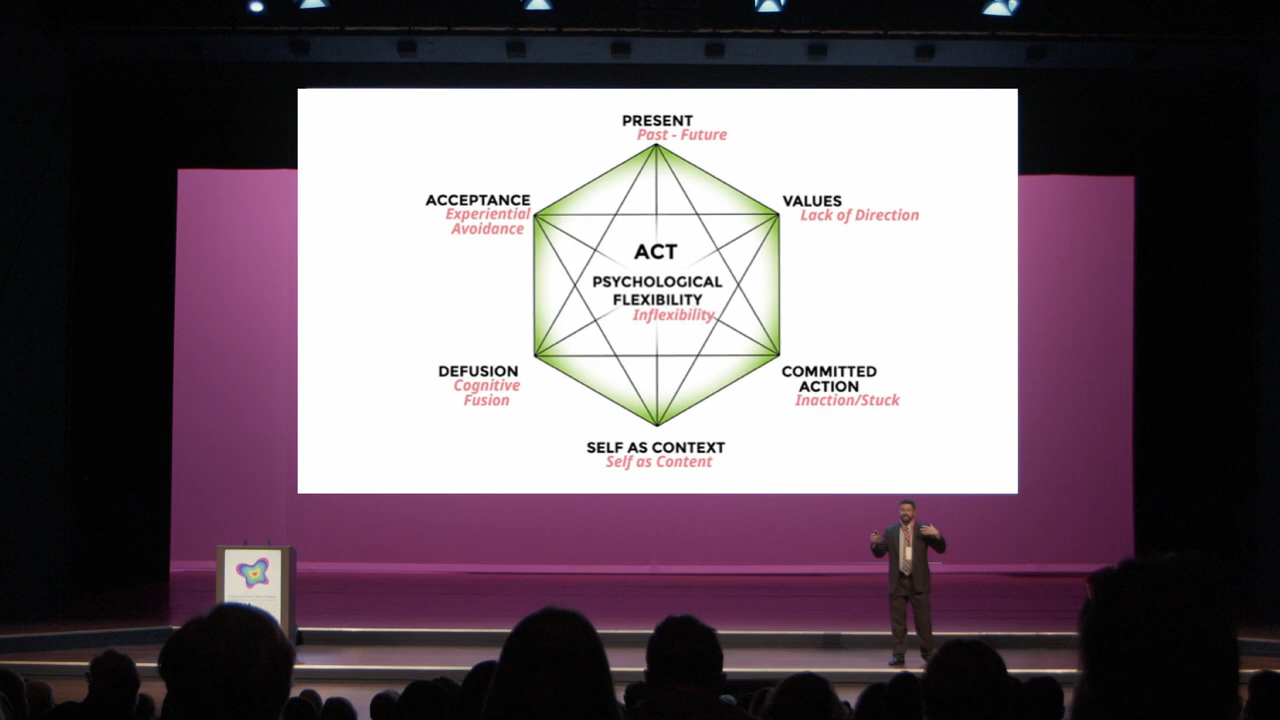 PRESENT
Past - Future
ACCEPTANCE
Experiential
Avoidance
VALUES
Lack of Direction
ACT
PSYCHOLOGICAL
FLEXIBILITY
Inflexibility
DEFUSION
Cognitive
Fusion
COMMITTED
ACTION
Inaction/Stuck
SELF AS CONTEXT
Self as Content